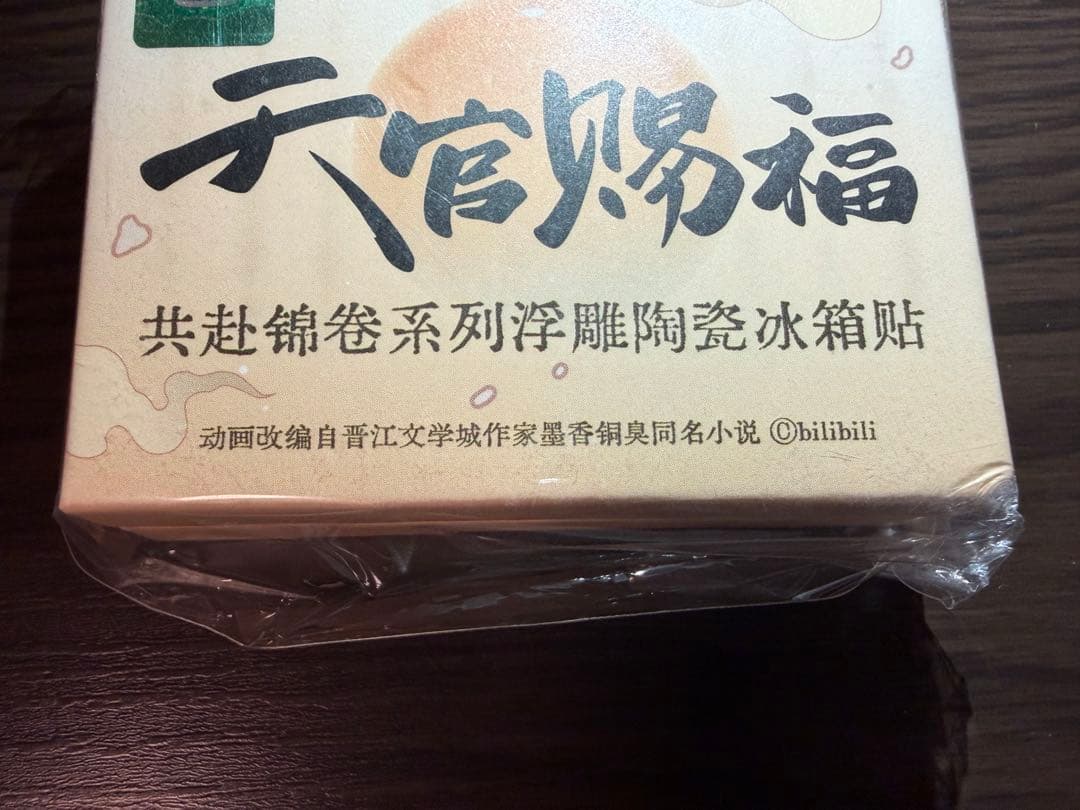 天官赐福
共赴锦卷系列浮雕陶瓷冰箱贴
动画改编自晋江文学城作家墨香铜臭同名小说 ©bilibili